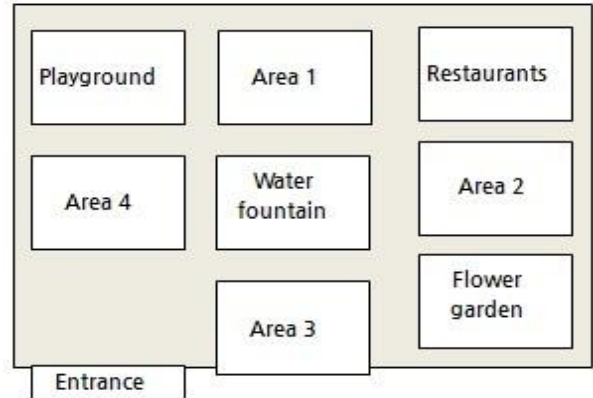 Playground
Area 1
Restaurants
Area 4
Water
fountain
Area 2
Area 3
Flower
garden
Entrance